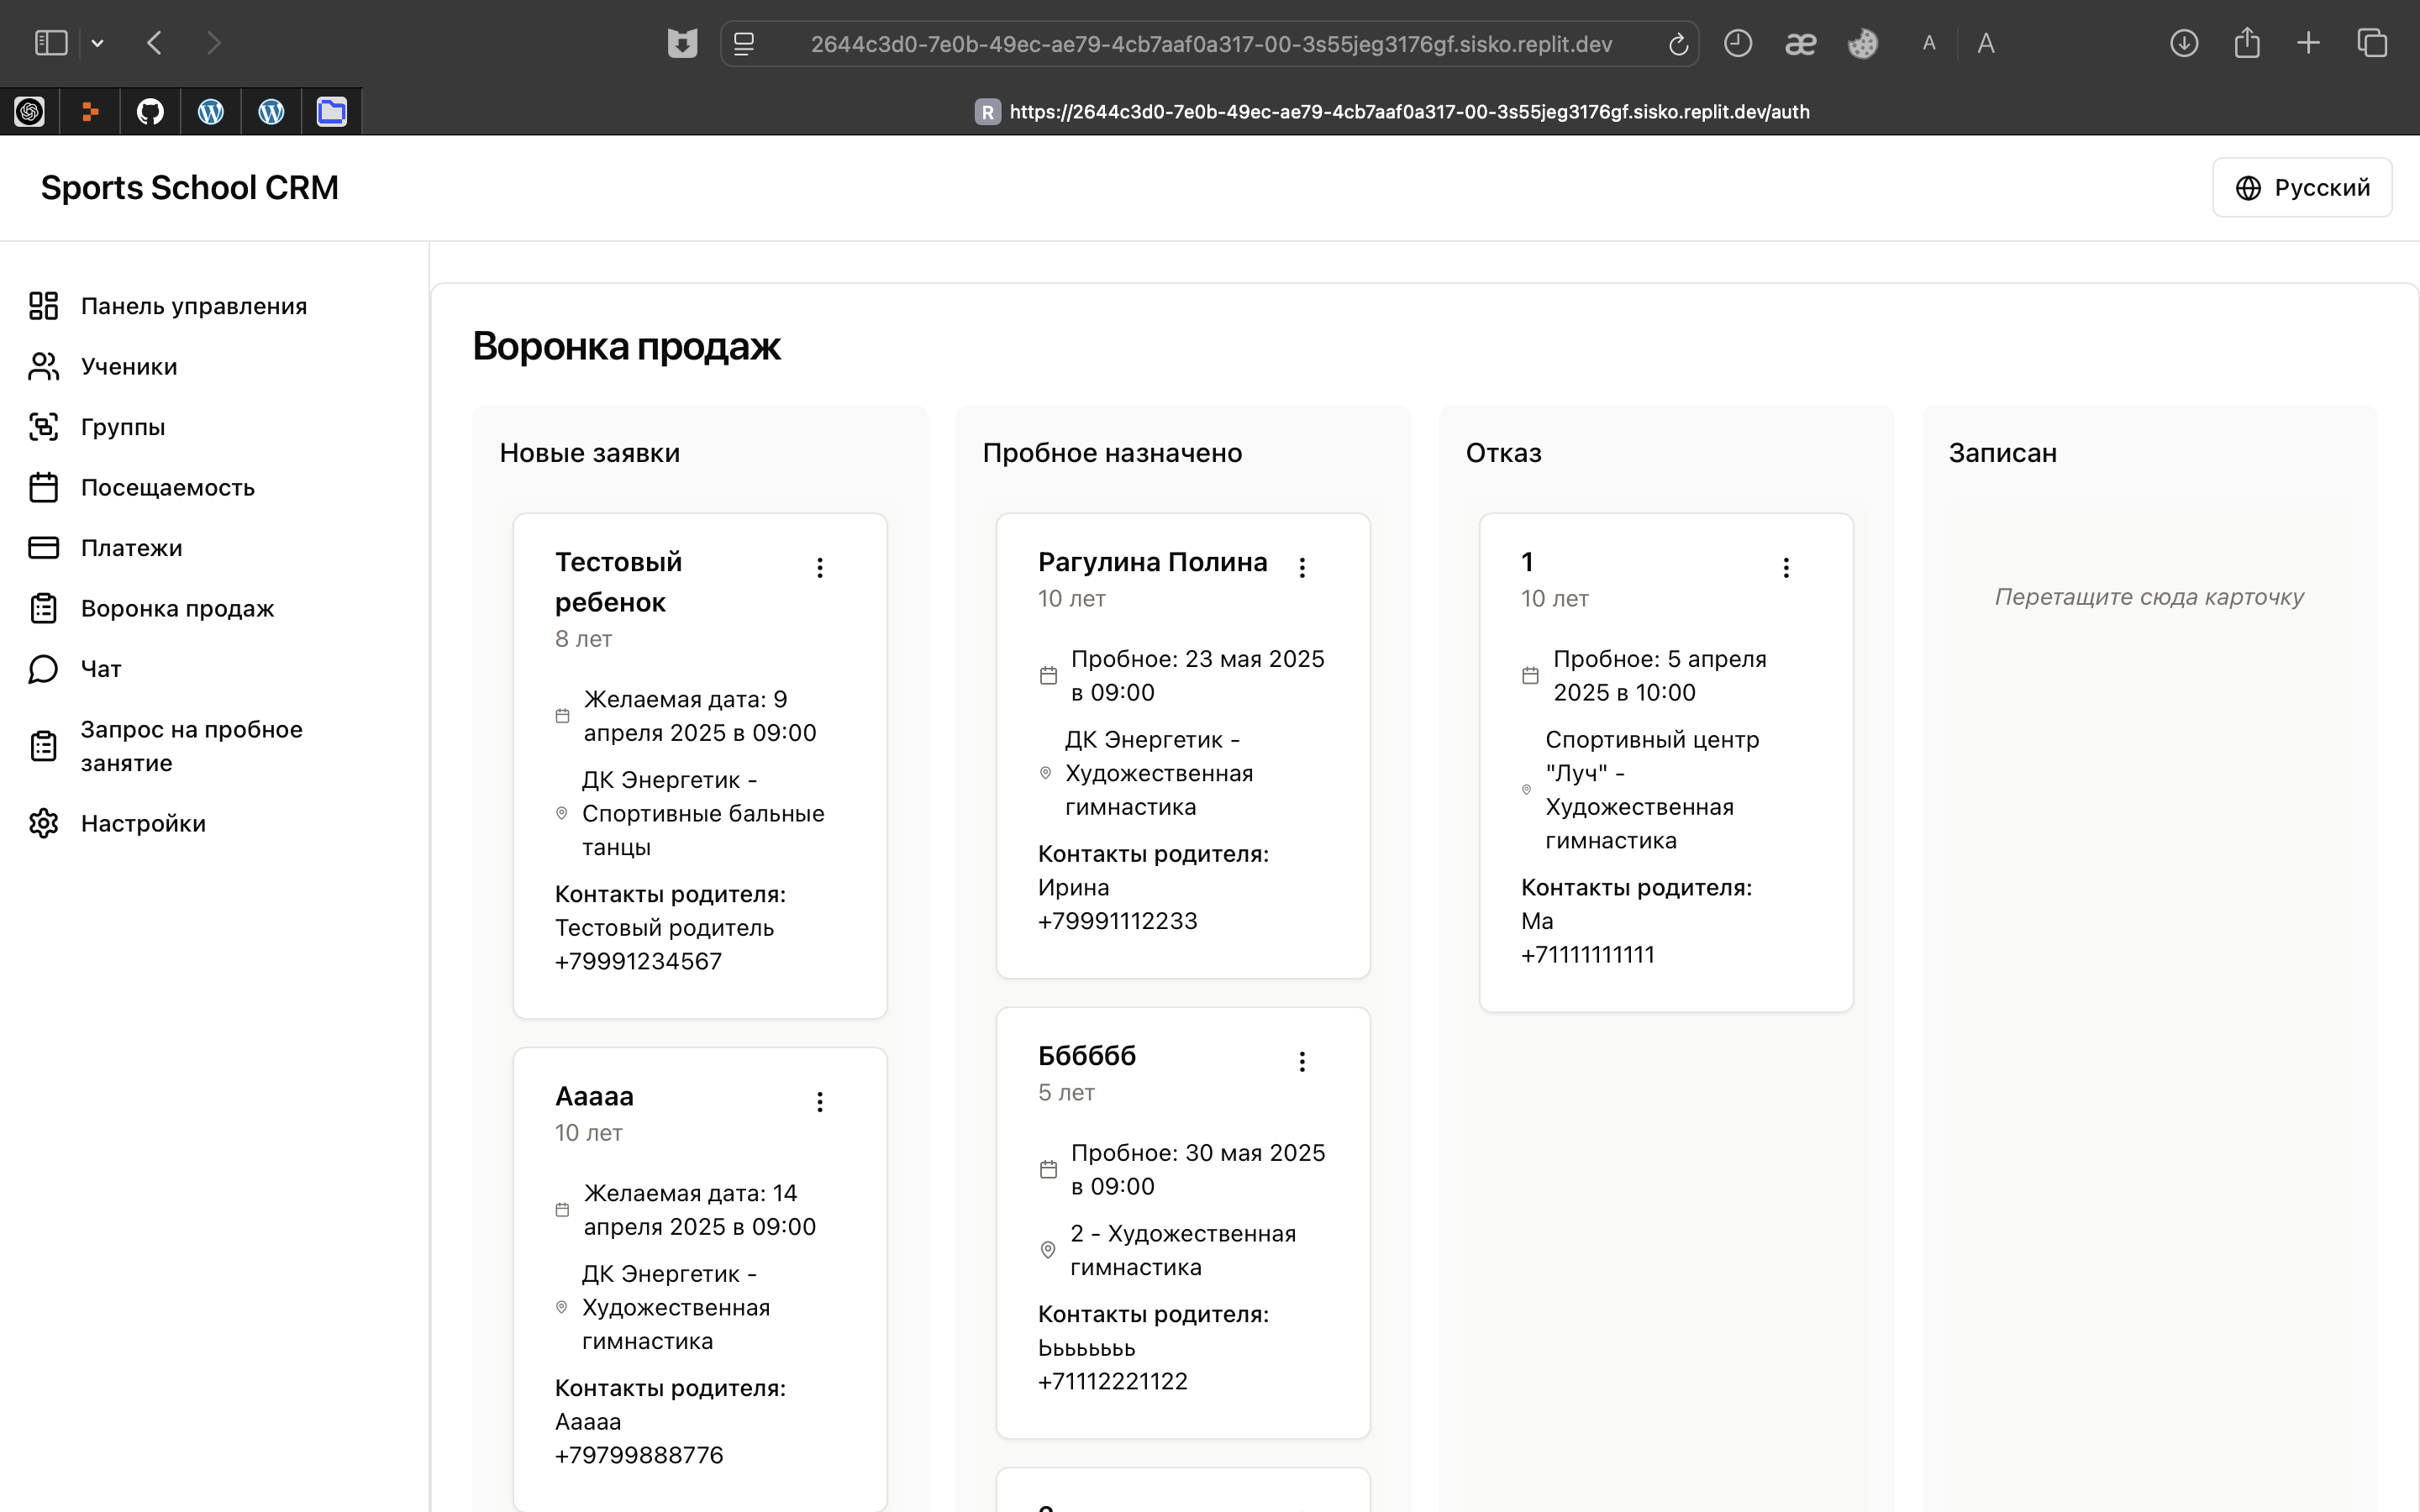 2644c3d0-7e0b-49ec-ae79-4cb7aaf0a317-00-3s55jeg3176gf.sisko.replit.dev
æ
A
A
R https://2644c3d0-7e0b-49ec-ae79-4cb7aaf0a317-00-3s55jeg3176gf.sisko.replit.dev/auth
Sports School CRM
Русский
Панель управления
Ученики
Группы
Посещаемость
Платежи
Воронка продаж
Чат
Запрос на пробное
занятие
Настройки
Воронка продаж
Новые заявки
Тестовый
ребенок
8 лет
Желаемая дата: 9
апреля 2025 в 09:00
ДК Энергетик -
Спортивные бальные
танцы
Контакты родителя:
Тестовый родитель
+79991234567
Ааааа
10 лет
Желаемая дата: 14
апреля 2025 в 09:00
ДК Энергетик -
Художественная
гимнастика
Контакты родителя:
Ааааа
+79799888776
Пробное назначено
Рагулина Полина
10 лет
Пробное: 23 мая 2025
в 09:00
ДК Энергетик -
Художественная
гимнастика
Контакты родителя:
Ирина
+79991112233
Бббббб
5 лет
Пробное: 30 мая 2025
в 09:00
2 - Художественная
гимнастика
Контакты родителя:
Ььььььь
+71112221122
Отказ
1
10 лет
Пробное: 5 апреля
2025 в 10:00
Спортивный центр
"Луч" -
Художественная
гимнастика
Контакты родителя:
Ма
+71111111111
Записан
Перетащите сюда карточку